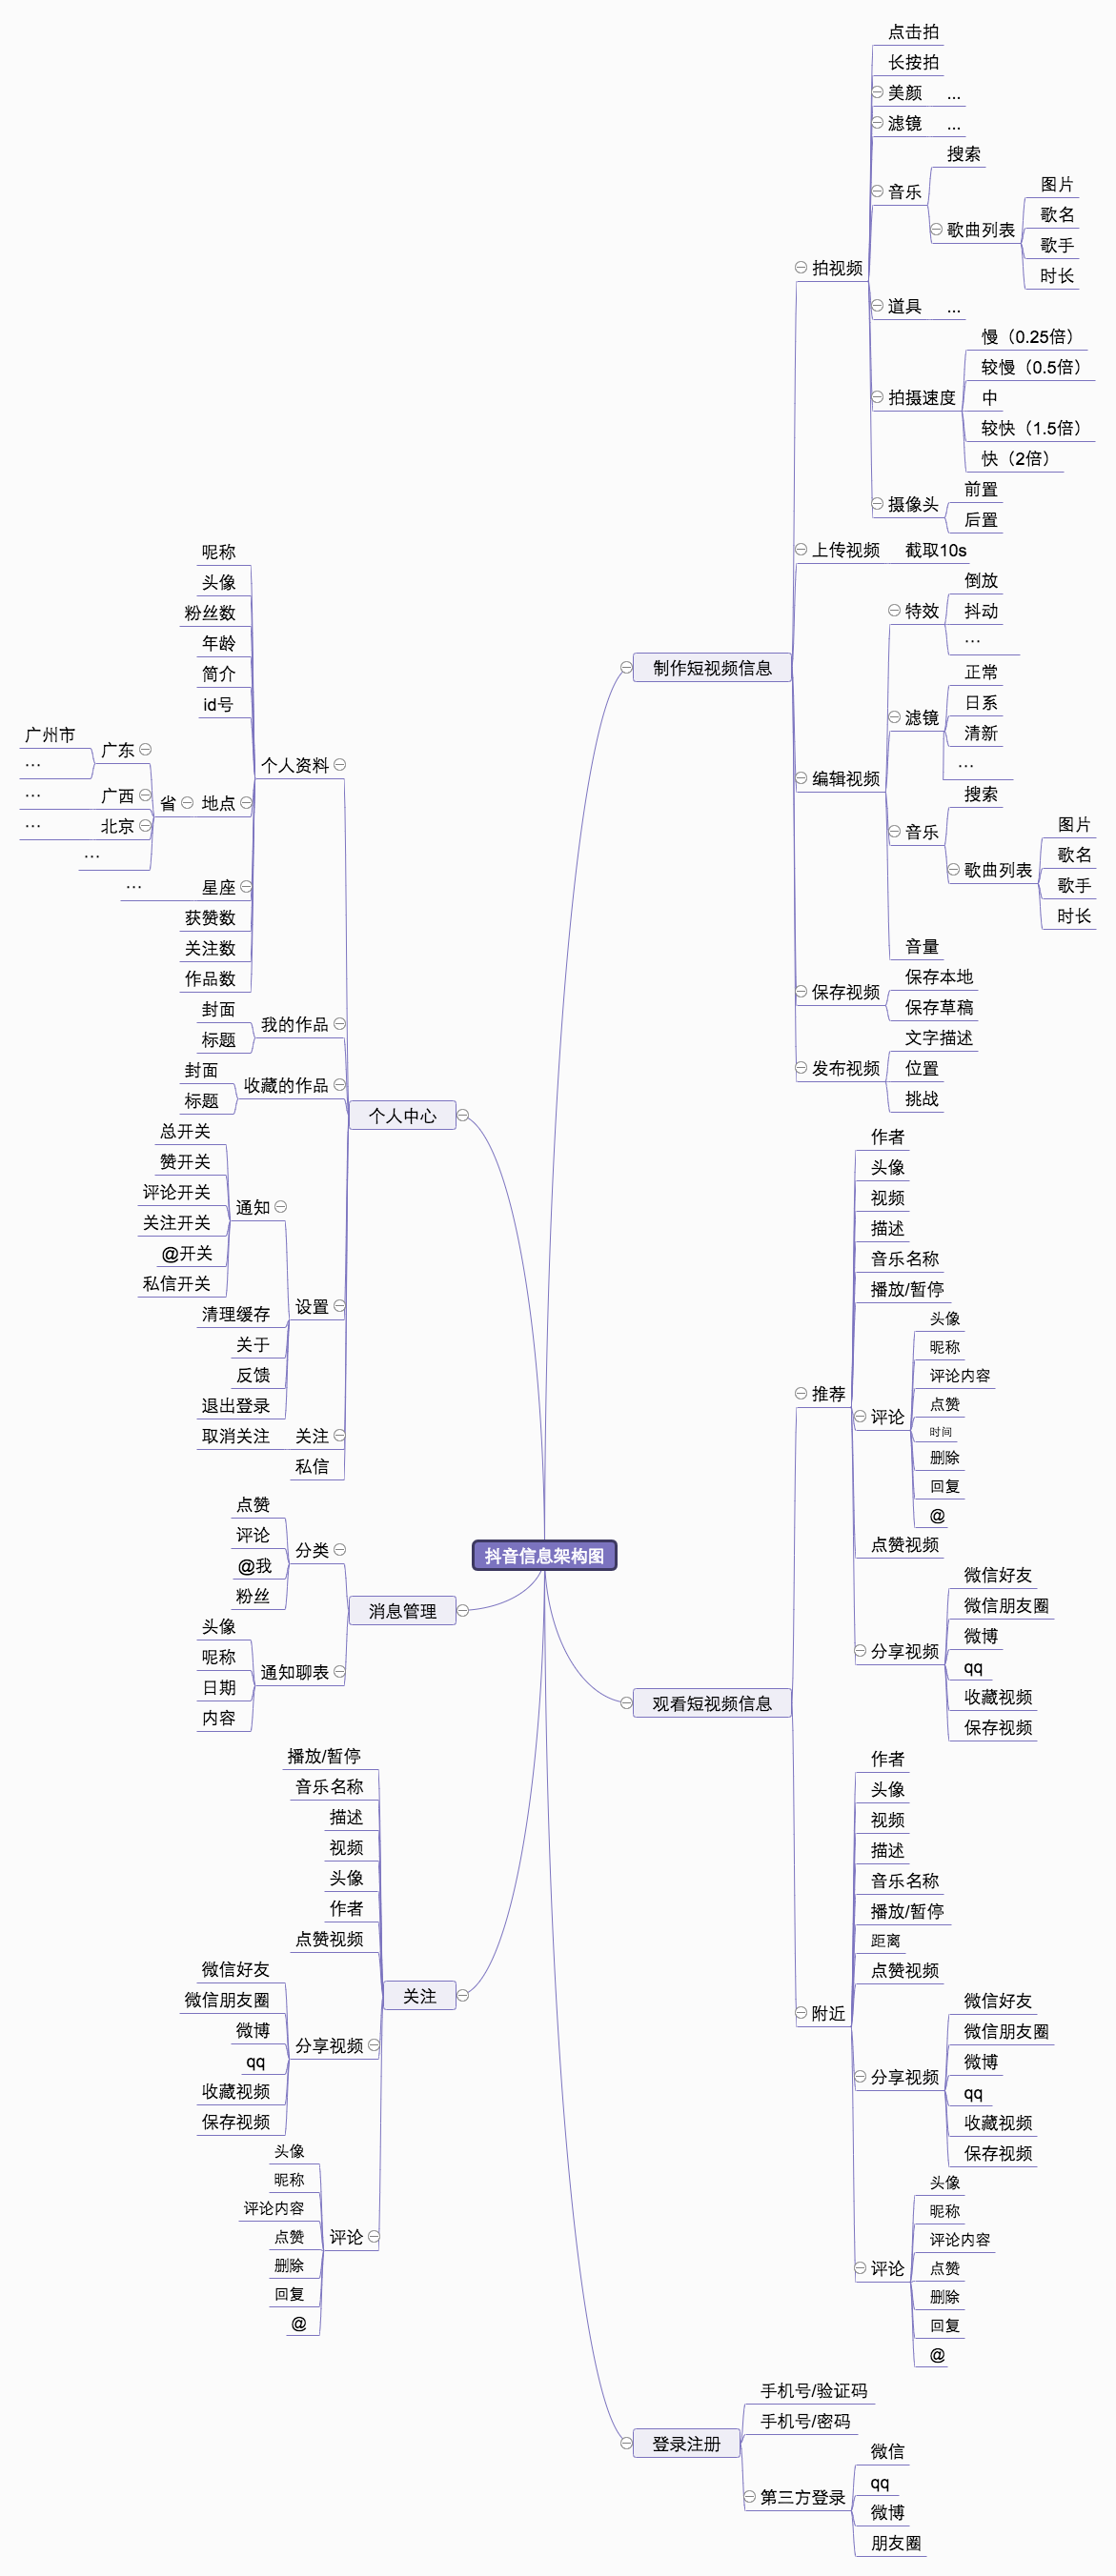 抖音信息架构图
制作短视频信息
拍视频
点击拍
长按拍
美颜
...
滤镜
...
音乐
搜索
歌曲列表
图片
歌名
歌手
时长
道具
...
拍摄速度
慢（0.25倍）
较慢（0.5倍）
中
较快（1.5倍）
快（2倍）
摄像头
前置
后置
上传视频
截取10s
编辑视频
特效
倒放
抖动
...
滤镜
正常
日系
清新
...
音乐
搜索
歌曲列表
图片
歌名
歌手
时长
音量
保存视频
保存本地
保存草稿
发布视频
文字描述
位置
挑战
观看短视频信息
推荐
作者
头像
视频
描述
音乐名称
播放/暂停
评论
头像
昵称
评论内容
点赞
时间
删除
回复
@
点赞视频
分享视频
微信好友
微信朋友圈
微博
qq
收藏视频
保存视频
附近
作者
头像
视频
描述
音乐名称
播放/暂停
距离
点赞视频
分享视频
微信好友
微信朋友圈
微博
qq
收藏视频
保存视频
评论
头像
昵称
评论内容
点赞
删除
回复
@
登录注册
手机号/验证码
手机号/密码
第三方登录
微信
qq
微博
朋友圈
个人中心
个人资料
昵称
头像
粉丝数
年龄
简介
id号
地点
省
广东
广州市
...
广西
...
北京
...
...
星座
...
获赞数
关注数
作品数
我的作品
封面
标题
收藏的作品
封面
标题
设置
通知
总开关
赞开关
评论开关
关注开关
@开关
私信开关
清理缓存
关于
反馈
退出登录
关注
取消关注
私信
消息管理
分类
点赞
评论
@我
粉丝
通知聊表
头像
昵称
日期
内容
关注
播放/暂停
音乐名称
描述
视频
头像
作者
点赞视频
分享视频
微信好友
微信朋友圈
微博
qq
收藏视频
保存视频
评论
头像
昵称
评论内容
点赞
删除
回复
@